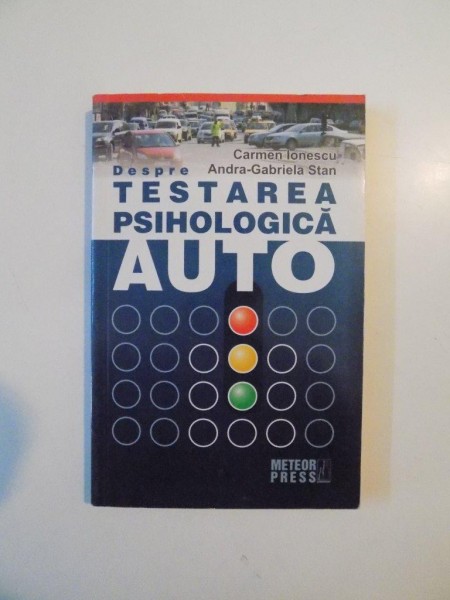 Carmen Ionescu
Despre Andra-Gabriela Stan
TESTAREA
PSIHOLOGICĂ
AUTO
METEOR
PRESS